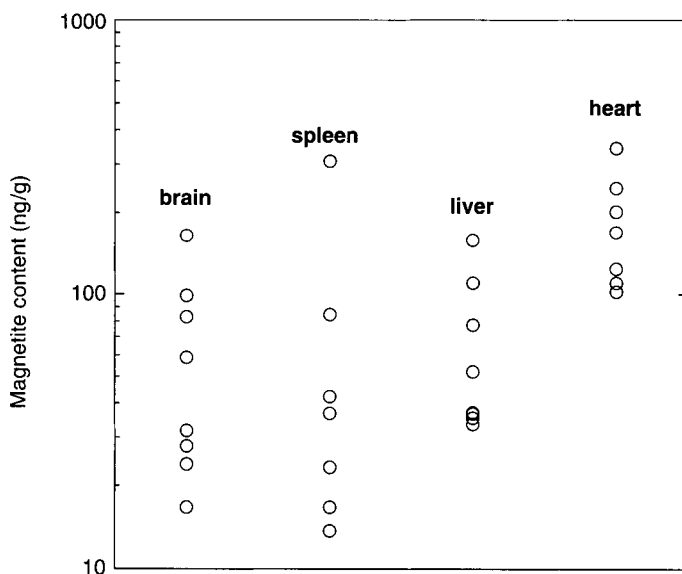 1000
heart
spleen
brain
liver
100
10
Magnetite content (ng/g)